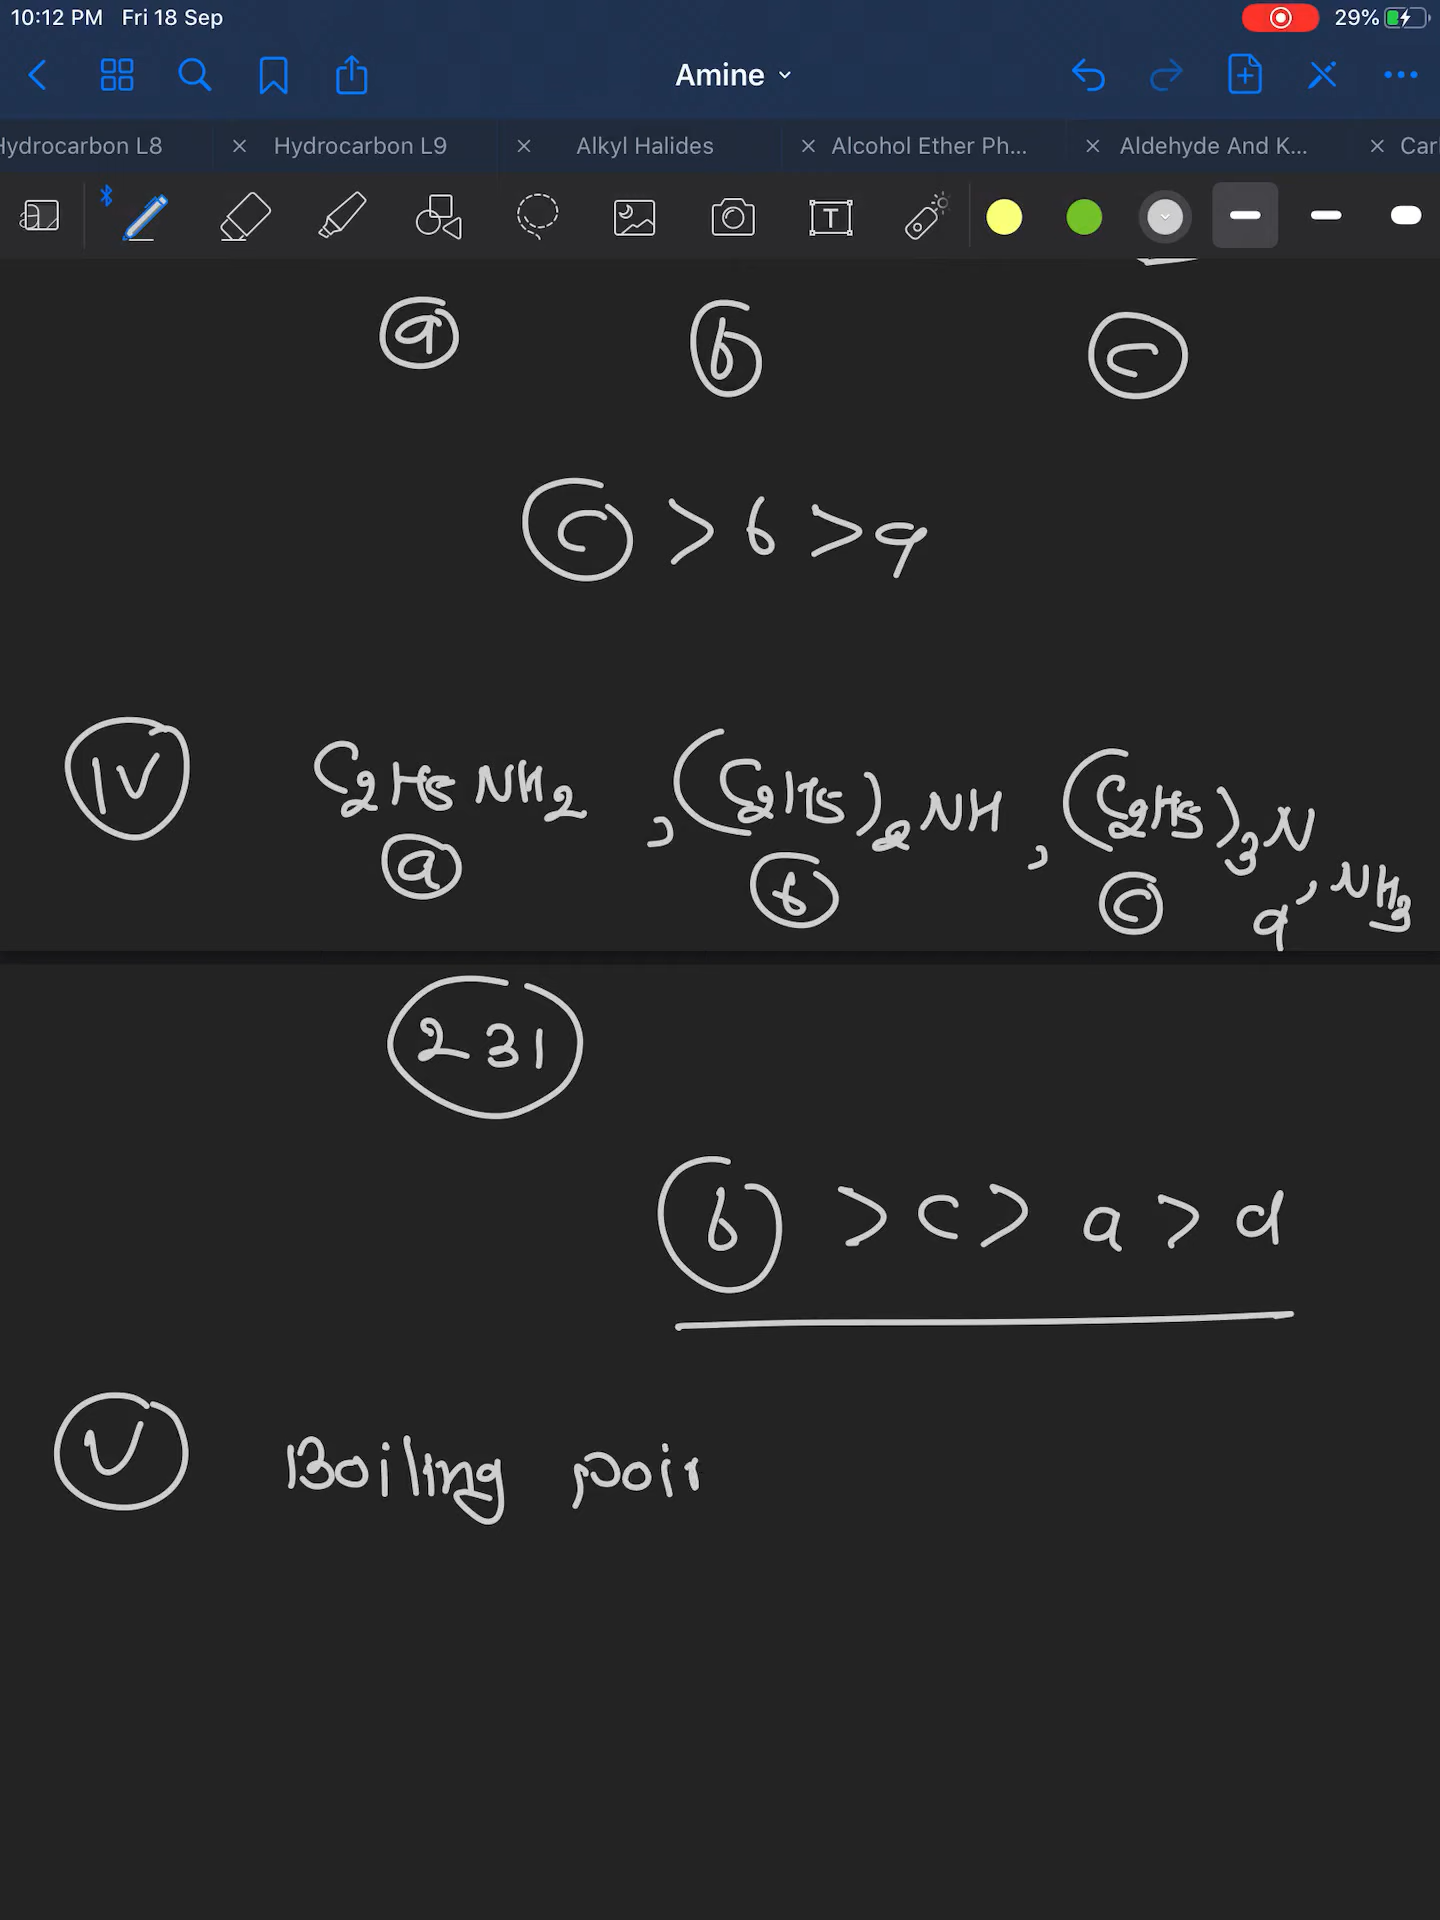 10:12 PM Fri 18 Sep 29%
Amine
Hydrocarbon L8 × Hydrocarbon L9 × Alkyl Halides × Alcohol Ether Ph... × Aldehyde And K... × Car
T
a b c
c > b > a
IV C2H5NH2, (C2H5)2NH, (C2H5)3N, NH3
a b c d
231
b > c > a > d
V Boiling poin